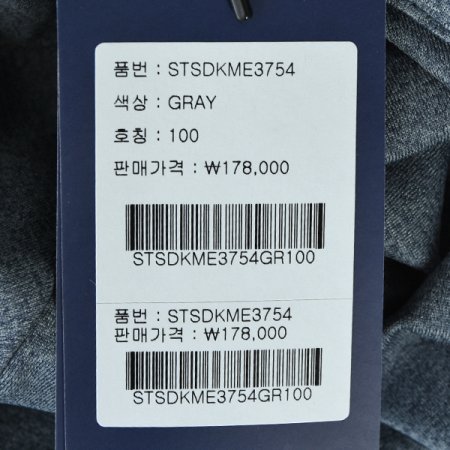 품번 : STSDKME3754
색상 : GRAY
호칭 : 100
판매가격 : ₩178,000
STSDKME3754GR100
품번 : STSDKME3754
판매가격 : ₩178,000
STSDKME3754GR100